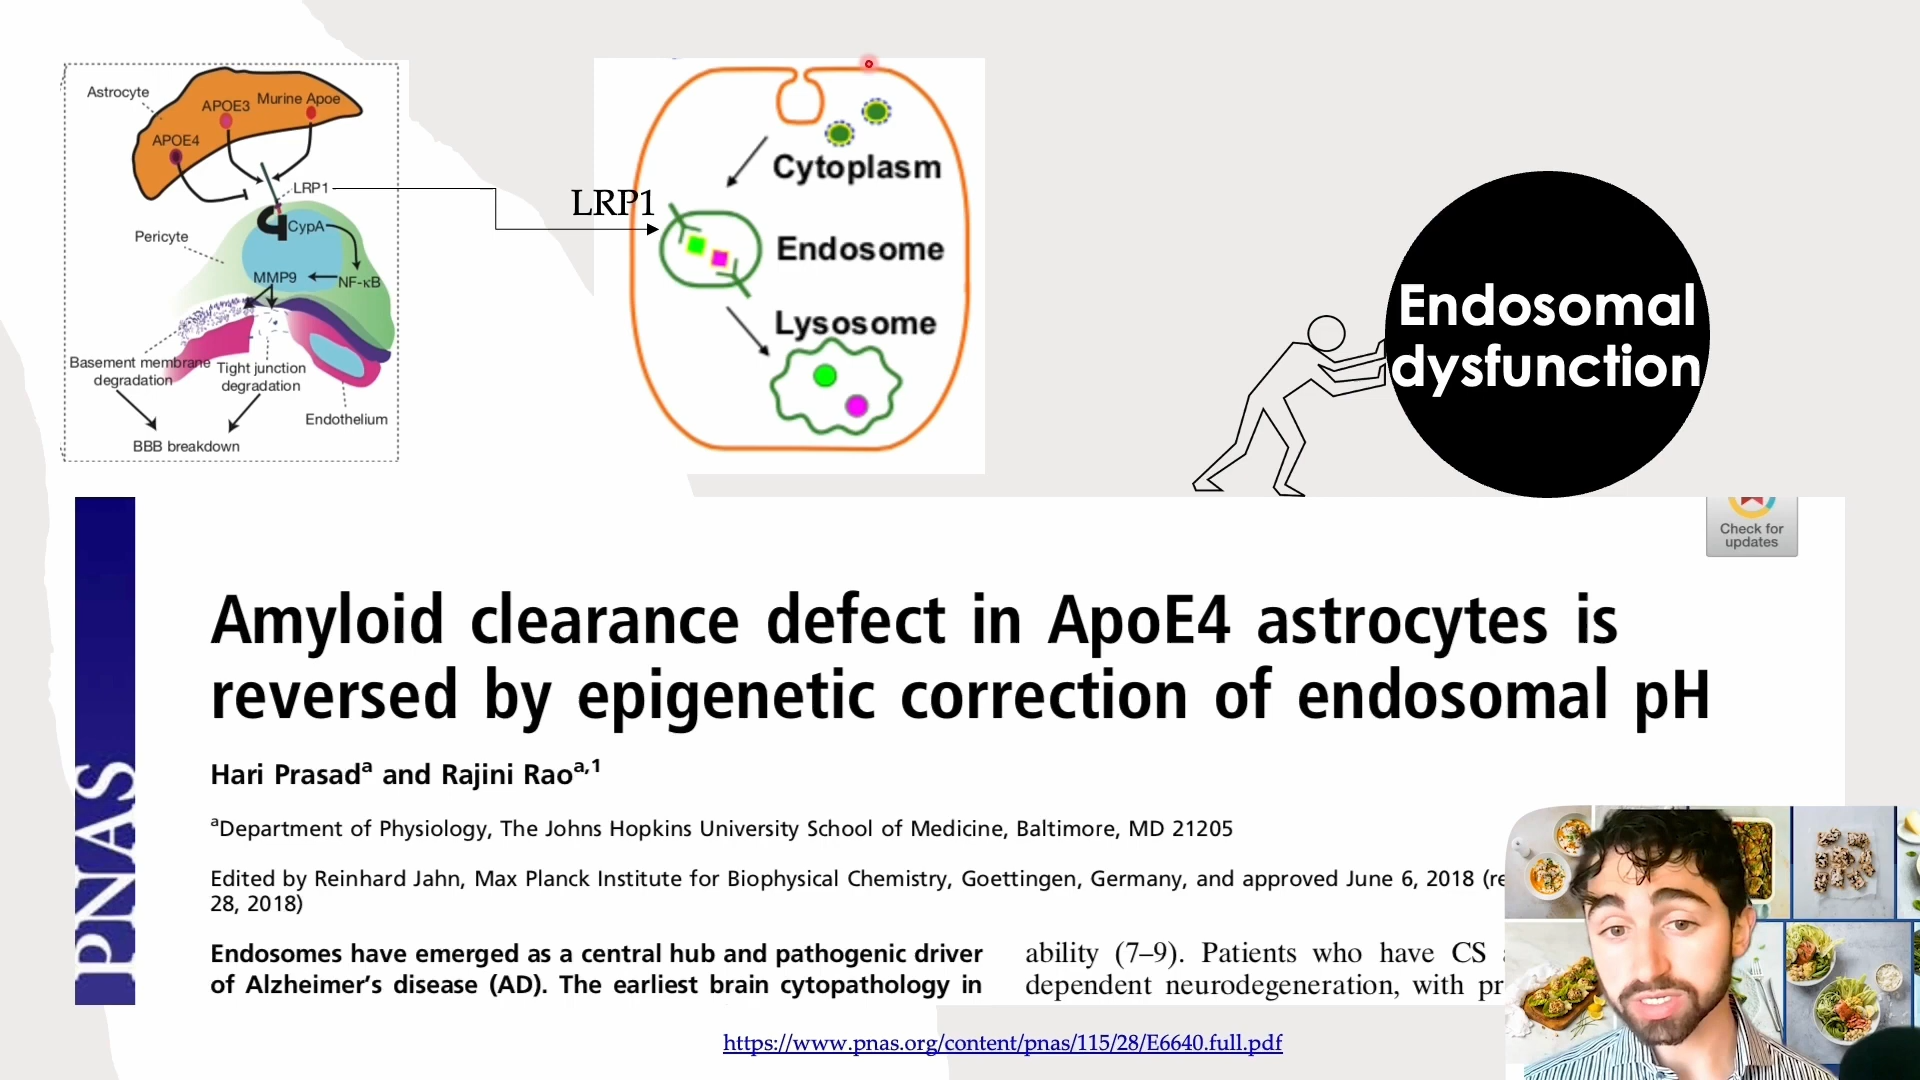 Astrocyte
APOE3
Murine Apoe
APOE4
LRP1
CypA
Pericyte
MMP9
NF-κB
Basement membrane
degradation
Tight junction
degradation
Endothelium
BBB breakdown
LRP1
Cytoplasm
Endosome
Lysosome
Endosomal
dysfunction
Check for
updates
PNAS
Amyloid clearance defect in ApoE4 astrocytes is
reversed by epigenetic correction of endosomal pH
Hari Prasadᵃ and Rajini Raoᵃ,¹
ᵃDepartment of Physiology, The Johns Hopkins University School of Medicine, Baltimore, MD 21205
Edited by Reinhard Jahn, Max Planck Institute for Biophysical Chemistry, Goettingen, Germany, and approved June 6, 2018 (re
28, 2018)
Endosomes have emerged as a central hub and pathogenic driver
of Alzheimer's disease (AD). The earliest brain cytopathology in
ability (7–9). Patients who have CS
dependent neurodegeneration, with pr
https://www.pnas.org/content/pnas/115/28/E6640.full.pdf